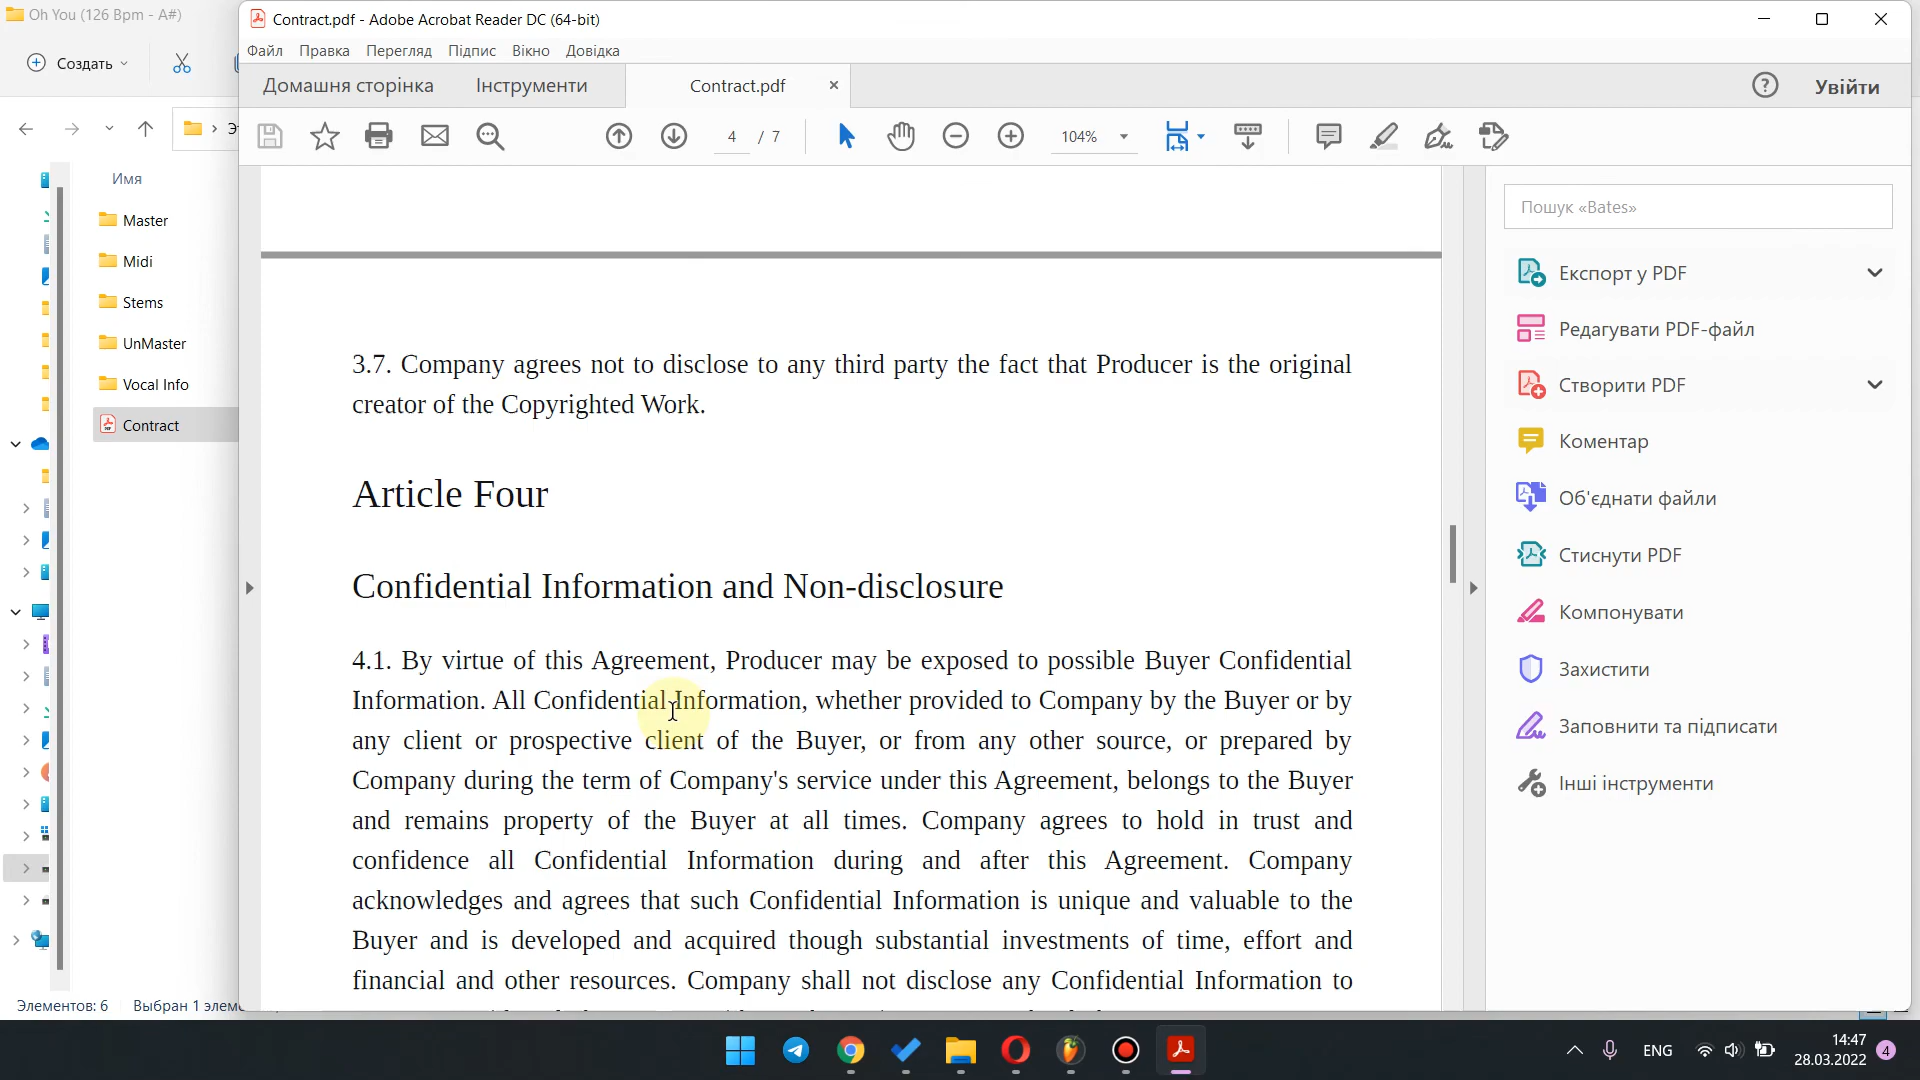 Oh You (126 Bpm - A#)
Contract.pdf - Adobe Acrobat Reader DC (64-bit)
Файл Правка Перегляд Підпис Вікно Довідка
Создать
Домашня сторінка Інструменти Contract.pdf
Увійти
4 / 7
104%
Имя
Master
Midi
Stems
UnMaster
Vocal Info
Contract
3.7. Company agrees not to disclose to any third party the fact that Producer is the original
creator of the Copyrighted Work.
Article Four
Confidential Information and Non-disclosure
4.1. By virtue of this Agreement, Producer may be exposed to possible Buyer Confidential
Information. All Confidential Information, whether provided to Company by the Buyer or by
any client or prospective client of the Buyer, or from any other source, or prepared by
Company during the term of Company's service under this Agreement, belongs to the Buyer
and remains property of the Buyer at all times. Company agrees to hold in trust and
confidence all Confidential Information during and after this Agreement. Company
acknowledges and agrees that such Confidential Information is unique and valuable to the
Buyer and is developed and acquired though substantial investments of time, effort and
financial and other resources. Company shall not disclose any Confidential Information to
Пошук «Bates»
Експорт у PDF
Редагувати PDF-файл
Створити PDF
Коментар
Об'єднати файли
Стиснути PDF
Компонувати
Захистити
Заповнити та підписати
Інші інструменти
Элементов: 6 Выбран 1 элем
ENG
14:47
28.03.2022
4